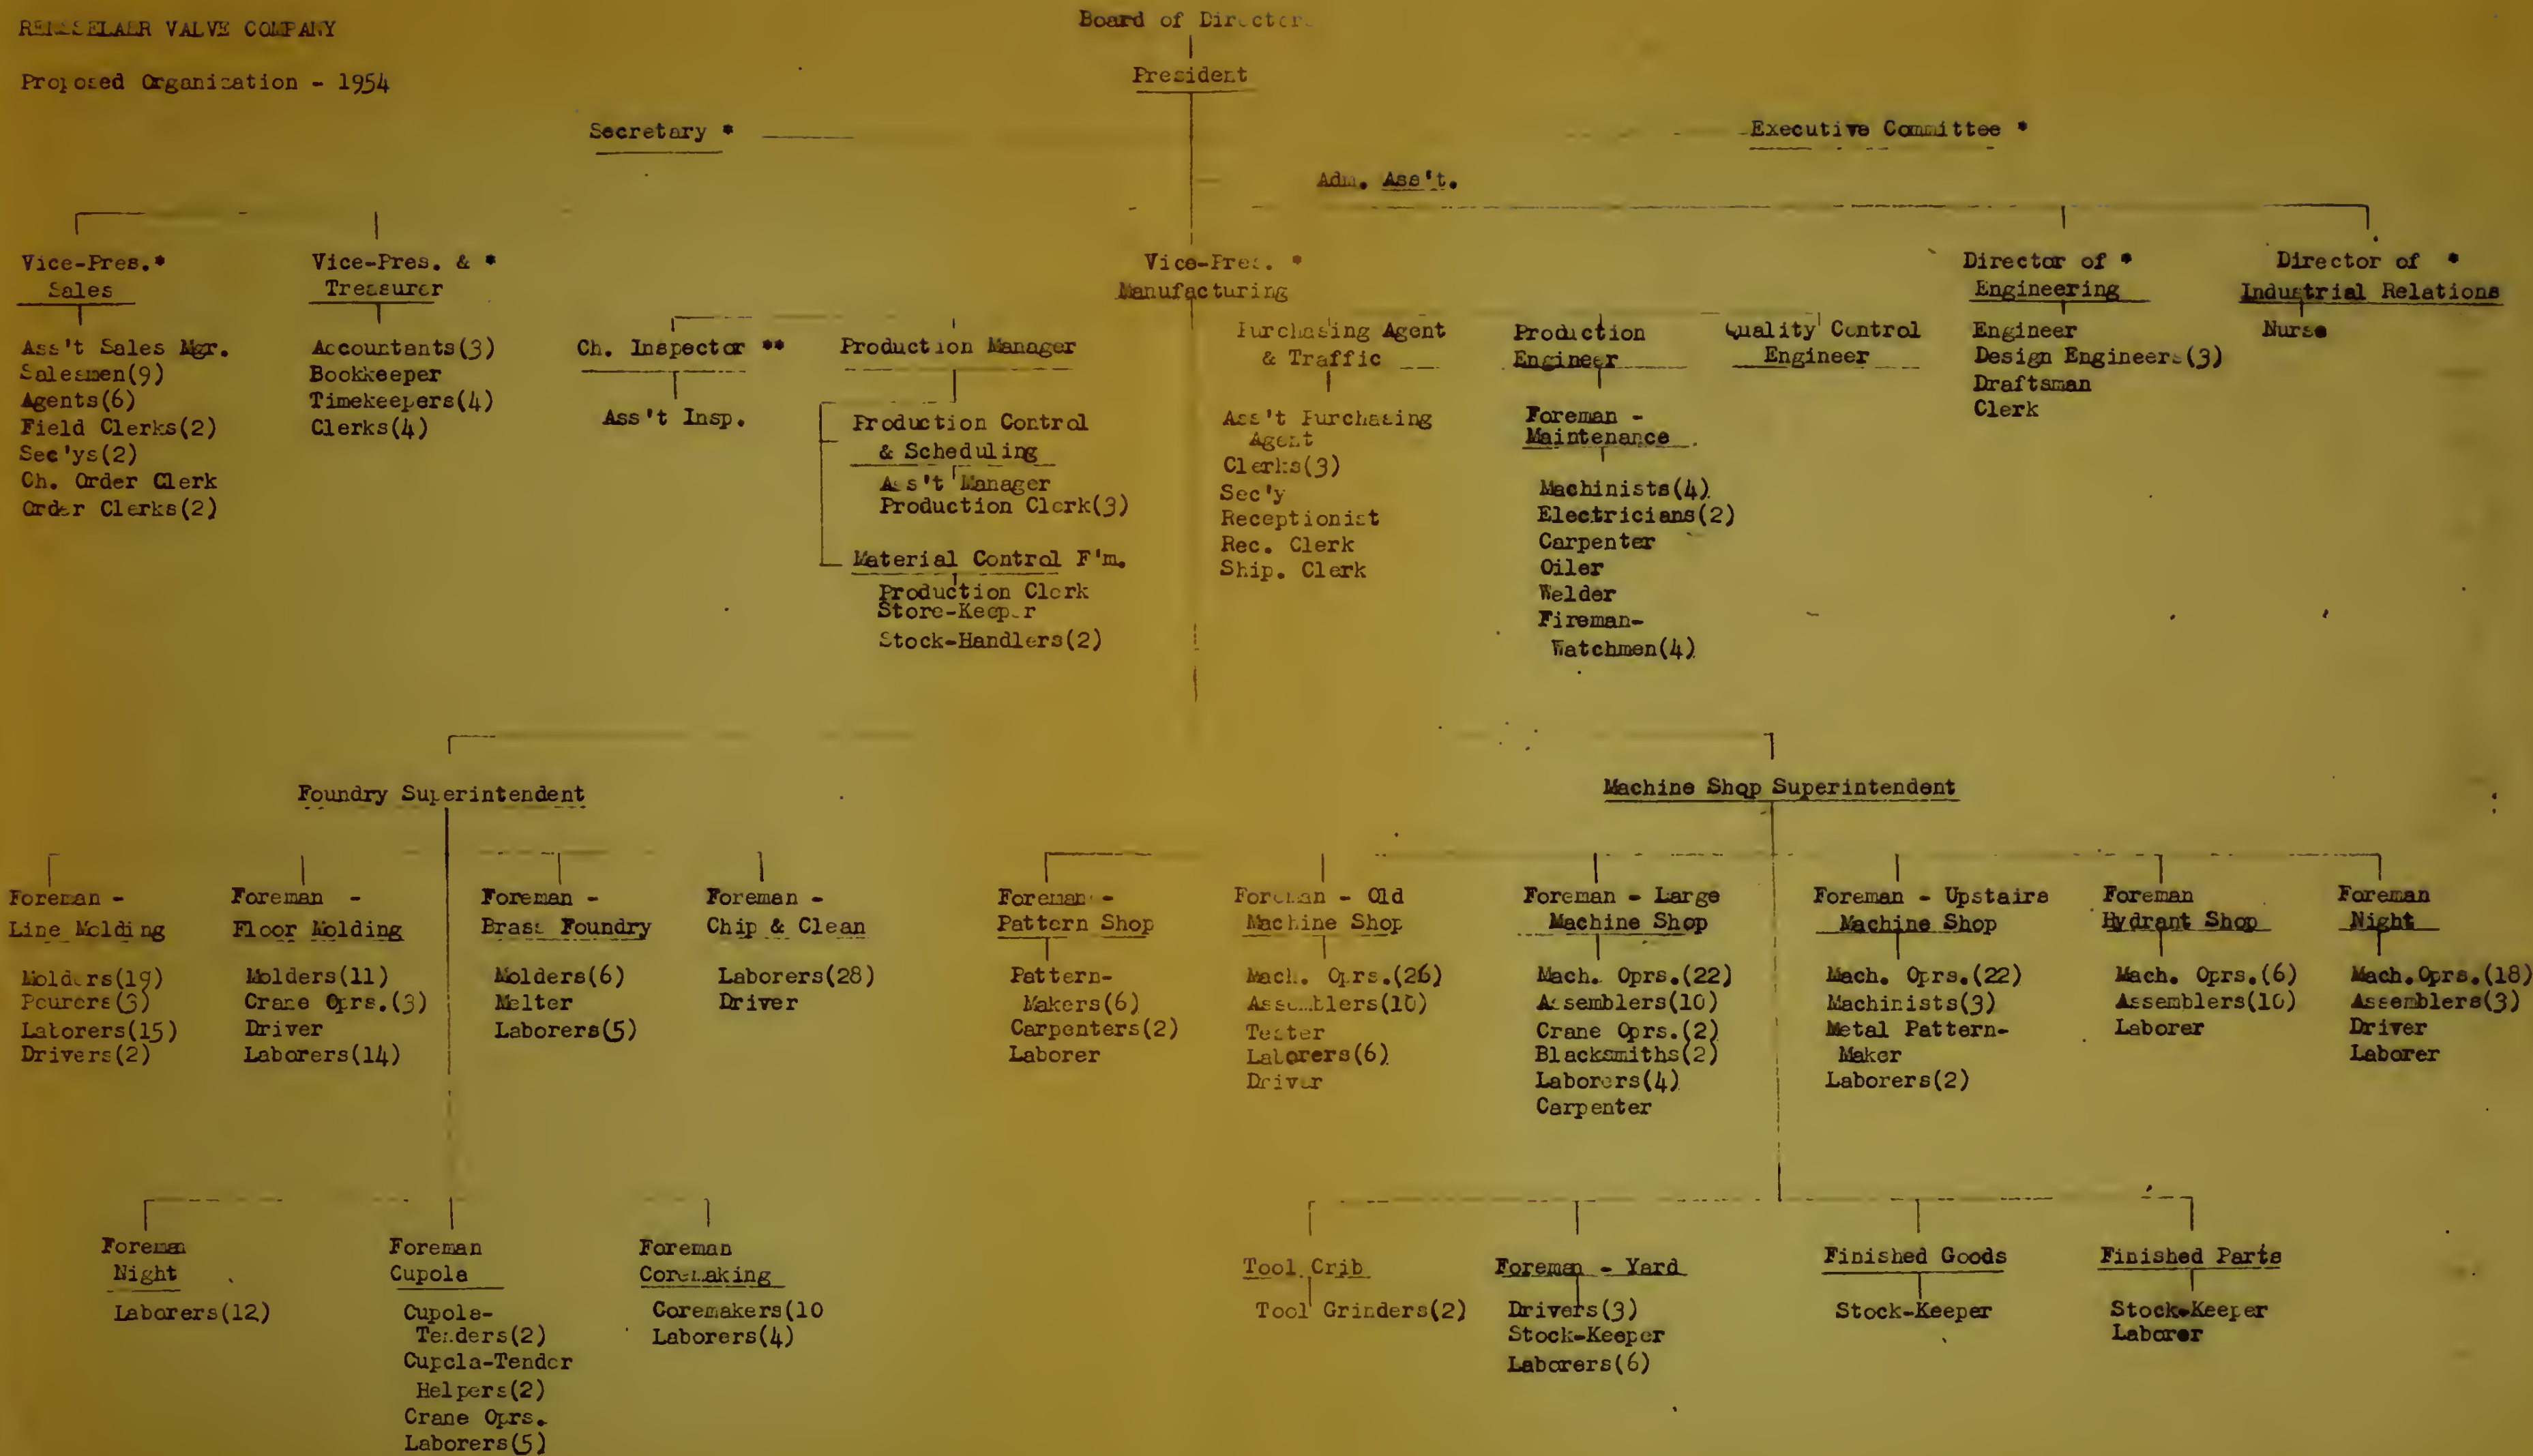 RENSSELAER VALVE COMPANY
Proposed Organization - 1954
Board of Directors
President
Secretary *
Executive Committee *
Adm. Ass't.
Vice-Pres.*
Sales
Ass't Sales Mgr.
Salesmen(9)
Agents(6)
Field Clerks(2)
Sec'ys(2)
Ch. Order Clerk
Order Clerks(2)
Vice-Pres. & *
Treasurer
Accountants(3)
Bookkeeper
Timekeepers(4)
Clerks(4)
Vice-Pres. *
Manufacturing
Ch. Inspector **
Ass't Insp.
Production Manager
Production Control
& Scheduling
Ass't Manager
Production Clerk(3)
Material Control F'm.
Production Clerk
Store-Keeper
Stock-Handlers(2)
Purchasing Agent
& Traffic
Ass't Purchasing
Agent
Clerks(3)
Sec'y
Receptionist
Rec. Clerk
Ship. Clerk
Production
Engineer
Foreman -
Maintenance
Machinists(4)
Electricians(2)
Carpenter
Oiler
Welder
Fireman-
Watchmen(4)
Quality Control
Engineer
Director of *
Engineering
Engineer
Design Engineers(3)
Draftsman
Clerk
Director of *
Industrial Relations
Nurse
Foundry Superintendent
Foreman -
Line Molding
Molders(19)
Pourers(3)
Laborers(15)
Drivers(2)
Foreman -
Floor Molding
Molders(11)
Crane Oprs.(3)
Driver
Laborers(14)
Foreman -
Brass Foundry
Molders(6)
Melter
Laborers(5)
Foreman -
Chip & Clean
Laborers(28)
Driver
Foreman
Night
Laborers(12)
Foreman
Cupola
Cupola-
Tenders(2)
Cupola-Tender
Helpers(2)
Crane Oprs.
Laborers(5)
Foreman
Coremaking
Coremakers(10
Laborers(4)
Machine Shop Superintendent
Foreman -
Pattern Shop
Pattern-
Makers(6)
Carpenters(2)
Laborer
Foreman - Old
Machine Shop
Mach. Oprs.(26)
Assemblers(10)
Tester
Laborers(6)
Driver
Foreman - Large
Machine Shop
Mach. Oprs.(22)
Assemblers(10)
Crane Oprs.(2)
Blacksmiths(2)
Laborers(4)
Carpenter
Foreman - Upstairs
Machine Shop
Mach. Oprs.(22)
Machinists(3)
Metal Pattern-
Maker
Laborers(2)
Foreman
Hydrant Shop
Mach. Oprs.(6)
Assemblers(10)
Laborer
Foreman
Night
Mach.Oprs.(18)
Assemblers(3)
Driver
Laborer
Tool Crib
Tool Grinders(2)
Foreman - Yard
Drivers(3)
Stock-Keeper
Laborers(6)
Finished Goods
Stock-Keeper
Finished Parts
Stock-Keeper
Laborer